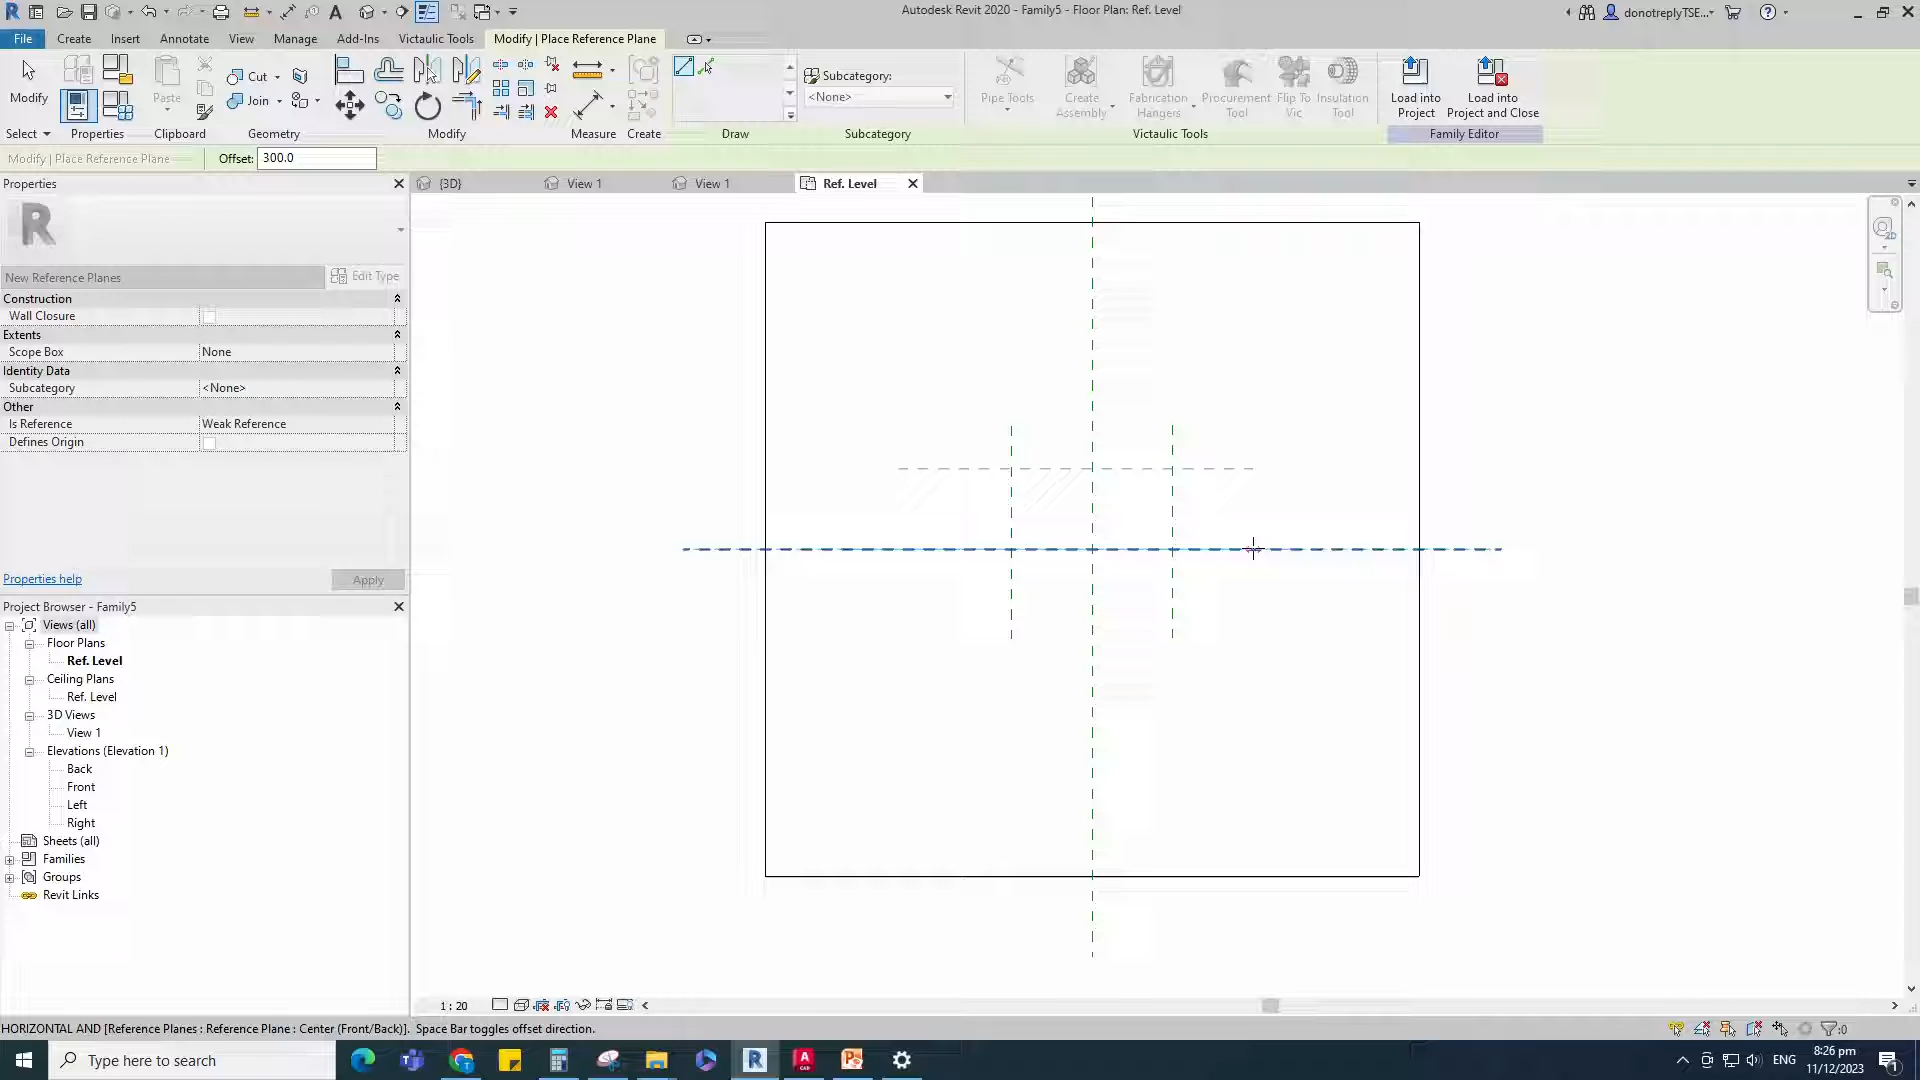 Autodesk Revit 2020 - Family5 - Floor Plan: Ref. Level
donotreplyTSE...
File Create Insert Annotate View Manage Add-Ins Victaulic Tools Modify | Place Reference Plane
Modify
Paste
Cut
Join
Subcategory:
<None>
Pipe Tools
Create Assembly
Fabrication Hangers
Procurement Tool
Flip To Vic
Insulation Tool
Load into Project
Load into Project and Close
Select Properties Clipboard Geometry Modify Measure Create Draw Subcategory Victaulic Tools Family Editor
Modify | Place Reference Plane Offset: 300.0
Properties
{3D} View 1 View 1 Ref. Level
New Reference Planes Edit Type
Construction
Wall Closure
Extents
Scope Box None
Identity Data
Subcategory <None>
Other
Is Reference Weak Reference
Defines Origin
Properties help Apply
Project Browser - Family5
Views (all)
Floor Plans
Ref. Level
Ceiling Plans
Ref. Level
3D Views
View 1
Elevations (Elevation 1)
Back
Front
Left
Right
Sheets (all)
Families
Groups
Revit Links
1 : 20
HORIZONTAL AND [Reference Planes : Reference Plane : Center (Front/Back)]. Space Bar toggles offset direction.
:0
Type here to search
ENG
8:26 pm
11/12/2023